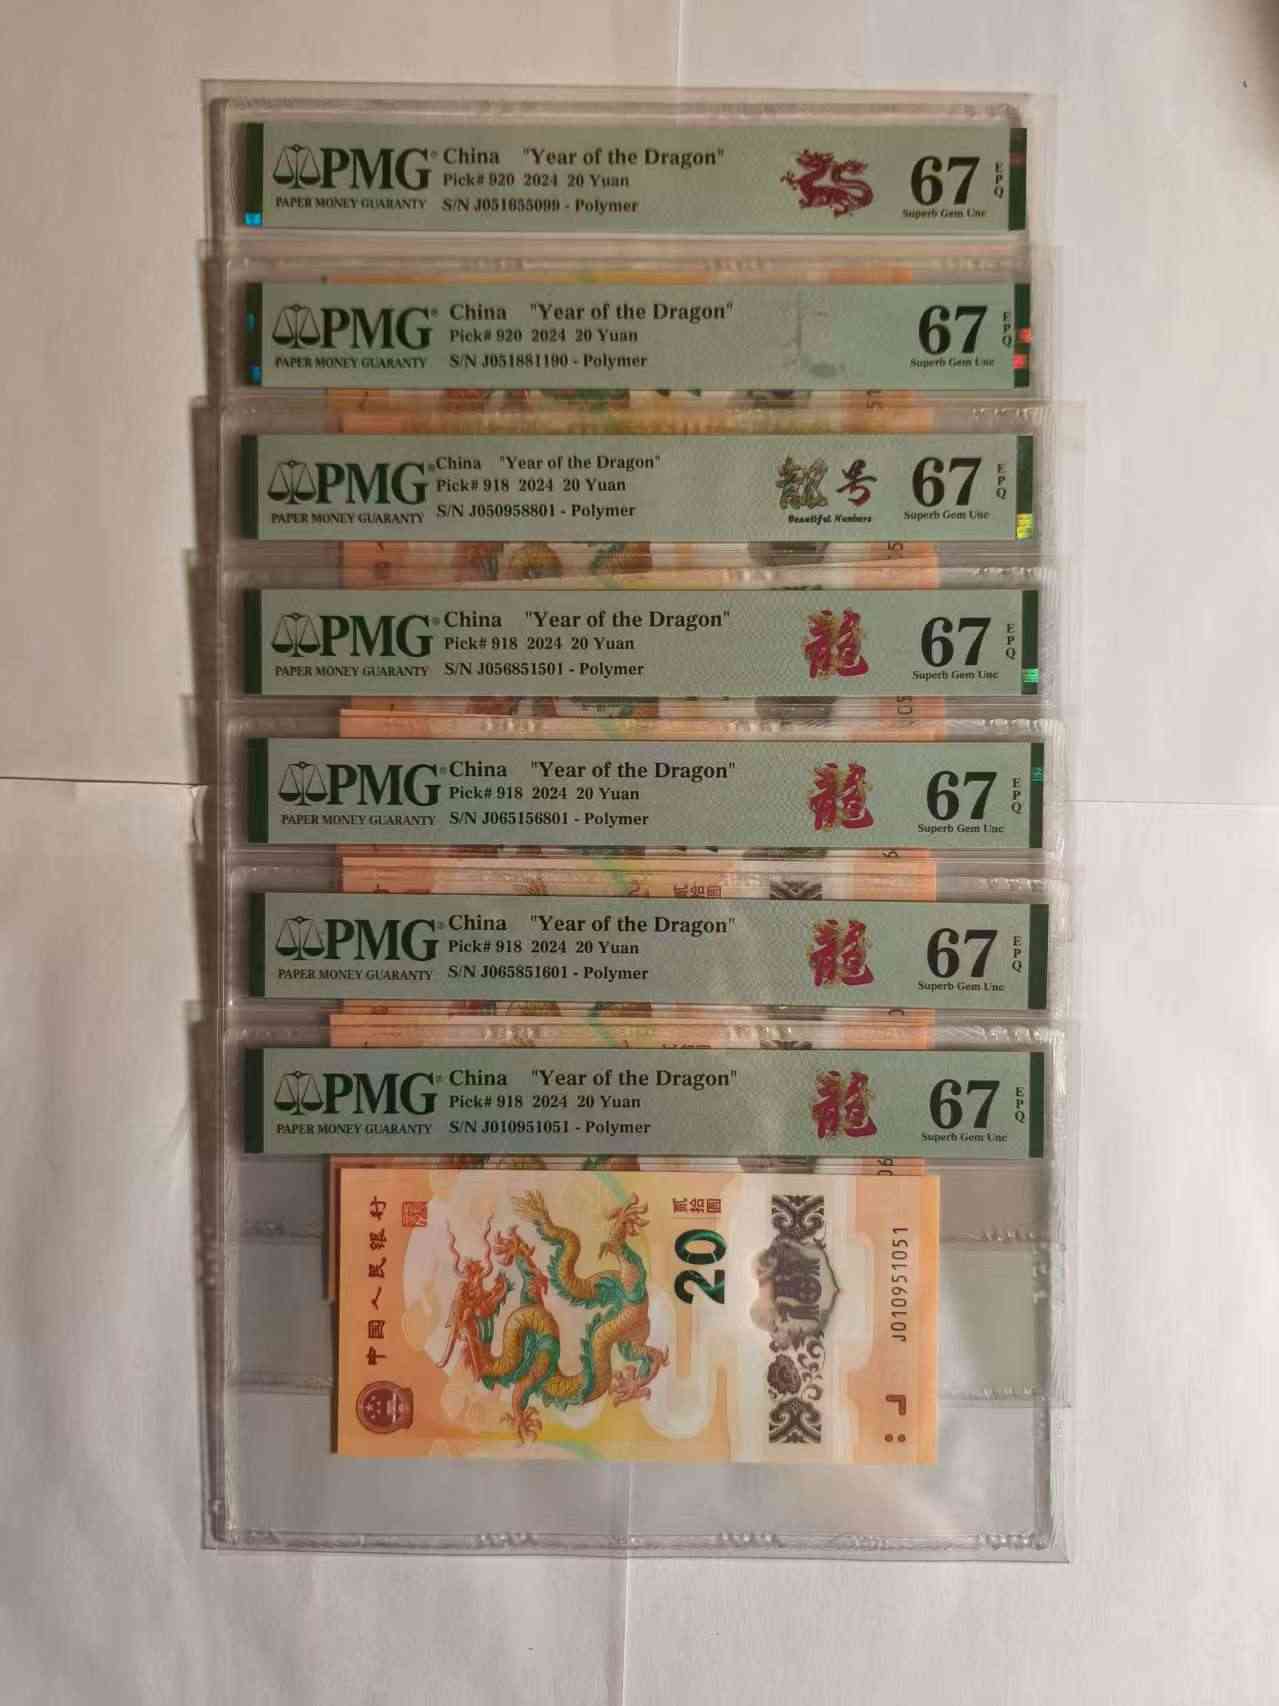 PMG®
PAPER MONEY GUARANTY
China "Year of the Dragon"
Pick# 920 2024 20 Yuan
S/N J051655099 - Polymer
67
EPQ
Superb Gem Unc
PMG®
PAPER MONEY GUARANTY
China "Year of the Dragon"
Pick# 920 2024 20 Yuan
S/N J051881190 - Polymer
67
EPQ
Superb Gem Unc
51
PMG®
PAPER MONEY GUARANTY
China "Year of the Dragon"
Pick# 918 2024 20 Yuan
S/N J050958801 - Polymer
靓号
Beautiful Numbers
67
EPQ
Superb Gem Unc
PMG®
PAPER MONEY GUARANTY
China "Year of the Dragon"
Pick# 918 2024 20 Yuan
S/N J056851501 - Polymer
龍
67
EPQ
Superb Gem Unc
PMG®
PAPER MONEY GUARANTY
China "Year of the Dragon"
Pick# 918 2024 20 Yuan
S/N J065156801 - Polymer
龍
67
EPQ
Superb Gem Unc
贰拾圆
PMG®
PAPER MONEY GUARANTY
China "Year of the Dragon"
Pick# 918 2024 20 Yuan
S/N J065851601 - Polymer
龍
67
EPQ
Superb Gem Unc
PMG®
PAPER MONEY GUARANTY
China "Year of the Dragon"
Pick# 918 2024 20 Yuan
S/N J010951051 - Polymer
龍
67
EPQ
Superb Gem Unc
06
中国人民银行
贰拾圆
20
J010951051